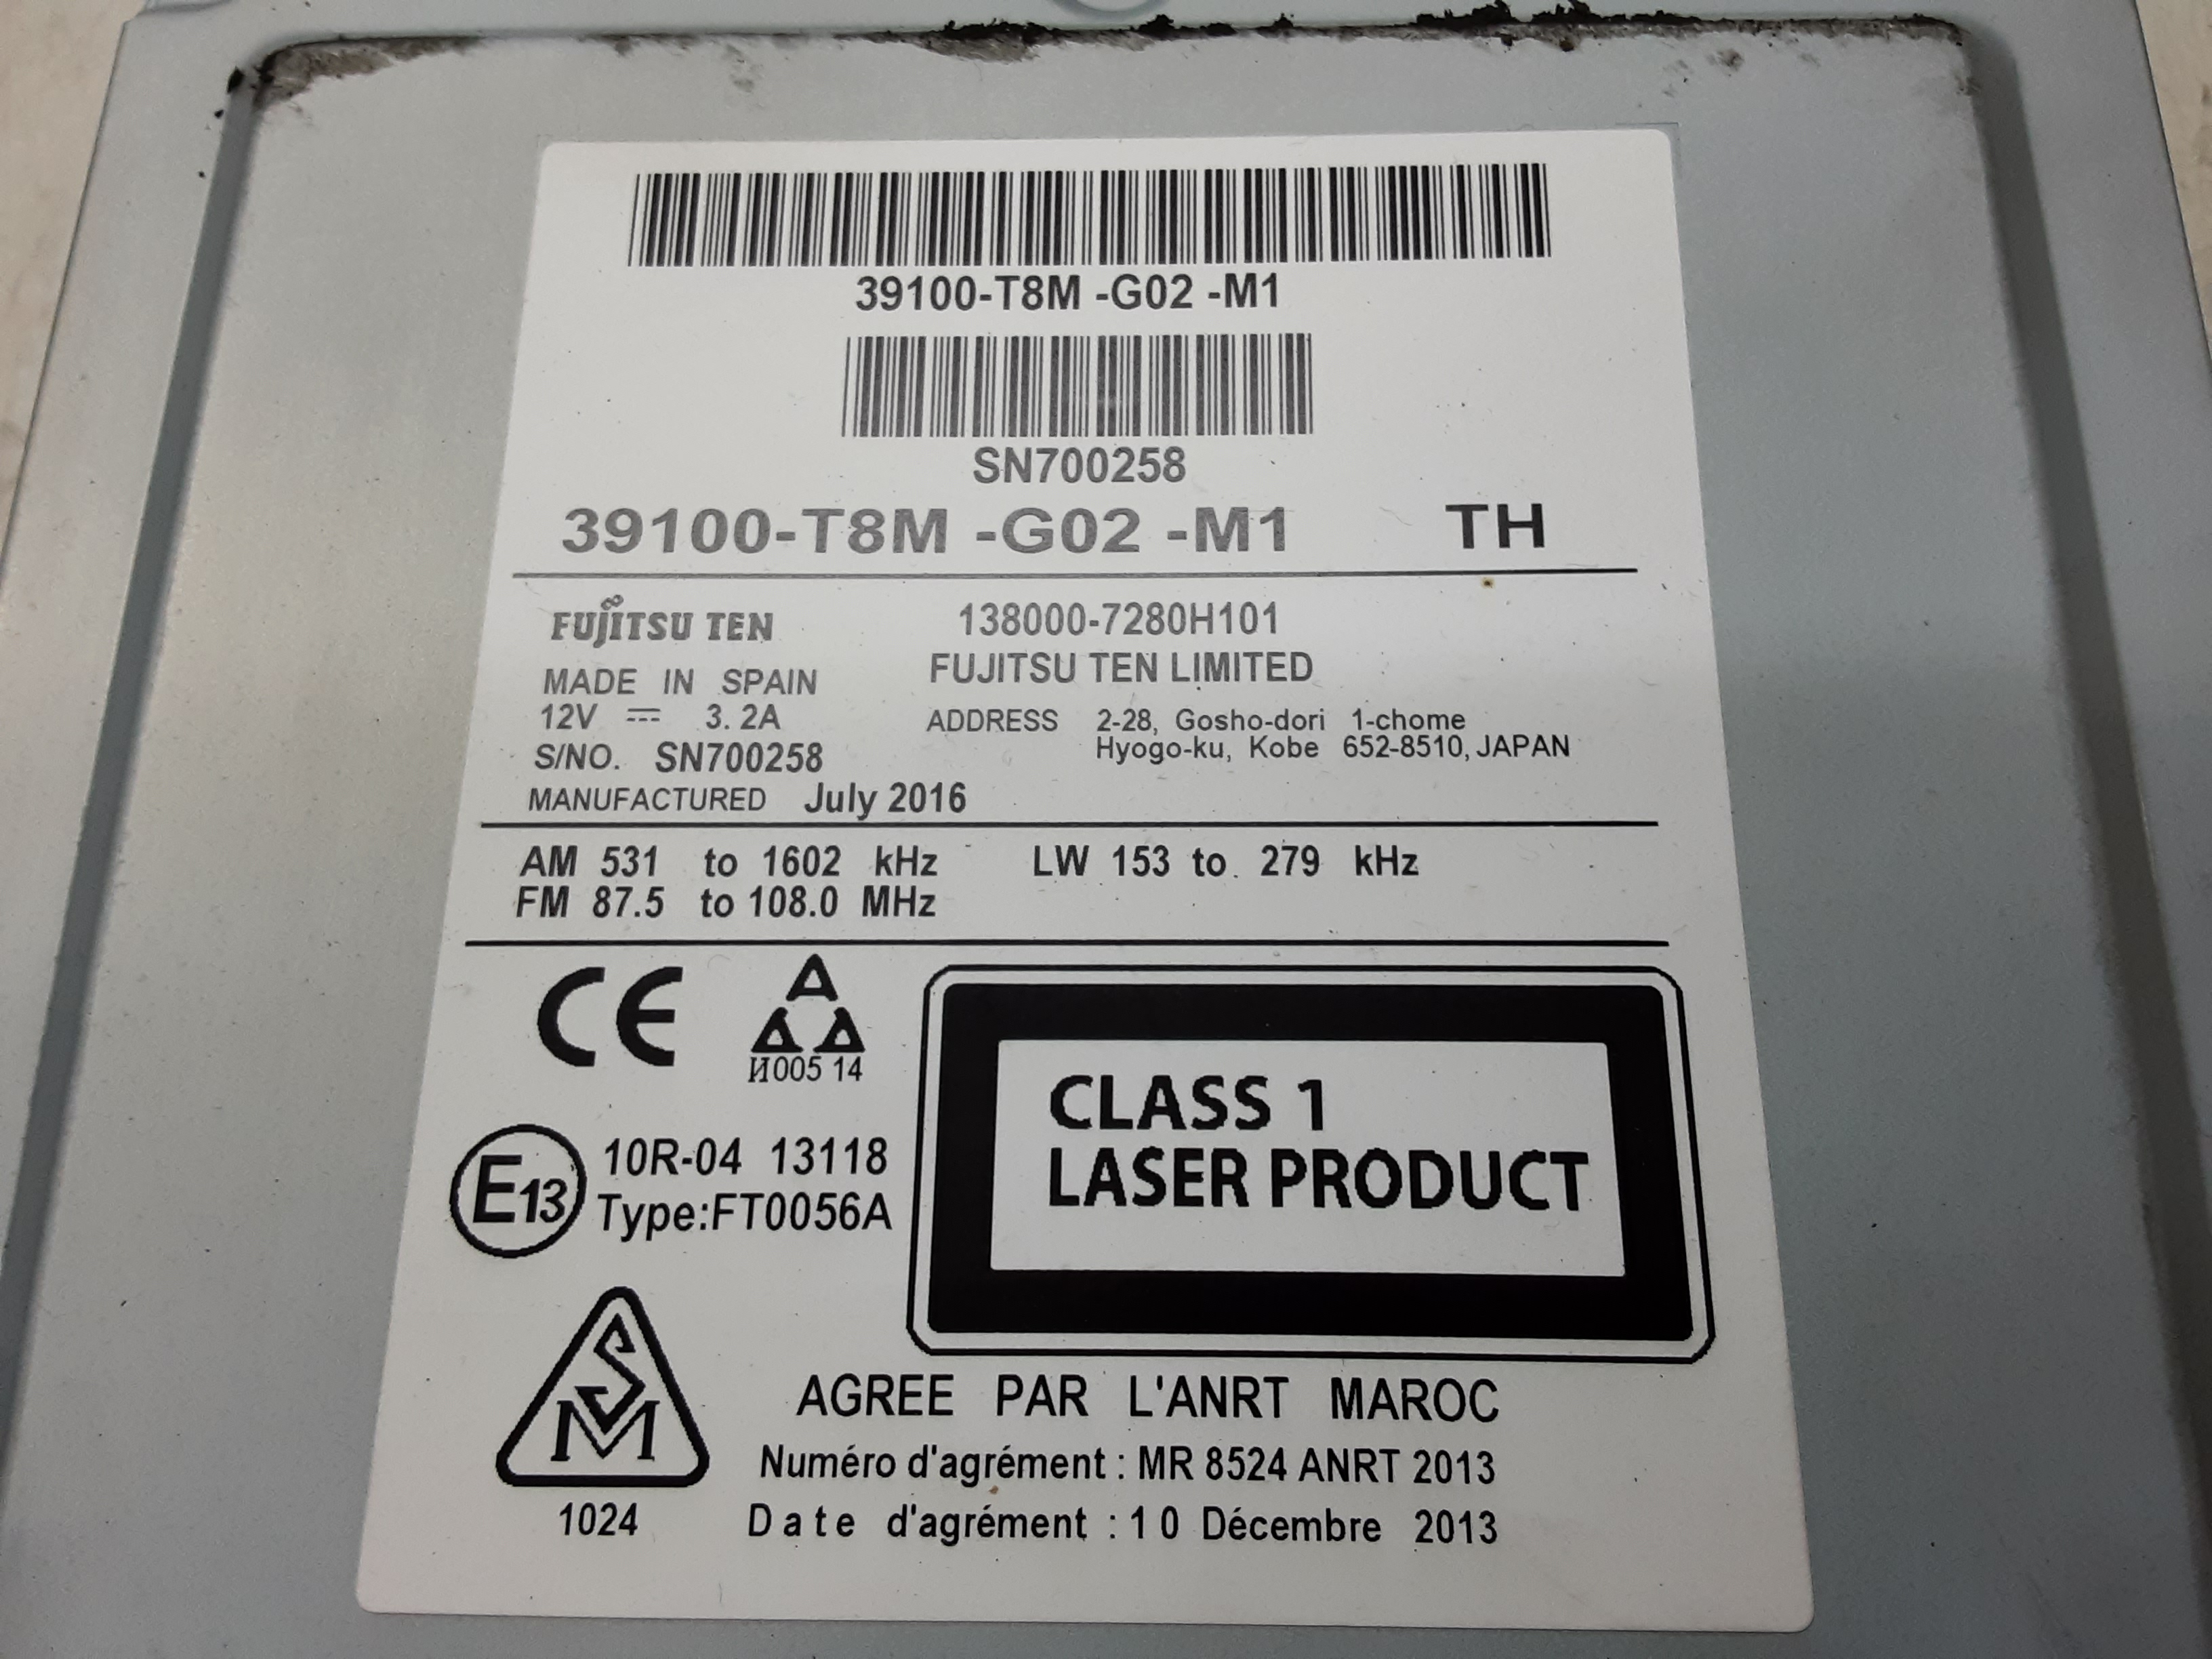 39100-T8M -G02 -M1
SN700258
39100-T8M -G02 -M1 TH
FUJITSU TEN 138000-7280H101
MADE IN SPAIN FUJITSU TEN LIMITED
12V ⎓ 3.2A ADDRESS 2-28, Gosho-dori 1-chome
S/NO. SN700258 Hyogo-ku, Kobe 652-8510, JAPAN
MANUFACTURED July 2016
AM 531 to 1602 kHz LW 153 to 279 kHz
FM 87.5 to 108.0 MHz
CE
A
A A
И005 14
E13 10R-04 13118
Type:FT0056A
CLASS 1
LASER PRODUCT
SM
1024
AGREE PAR L'ANRT MAROC
Numéro d'agrément : MR 8524 ANRT 2013
Date d'agrément : 10 Décembre 2013